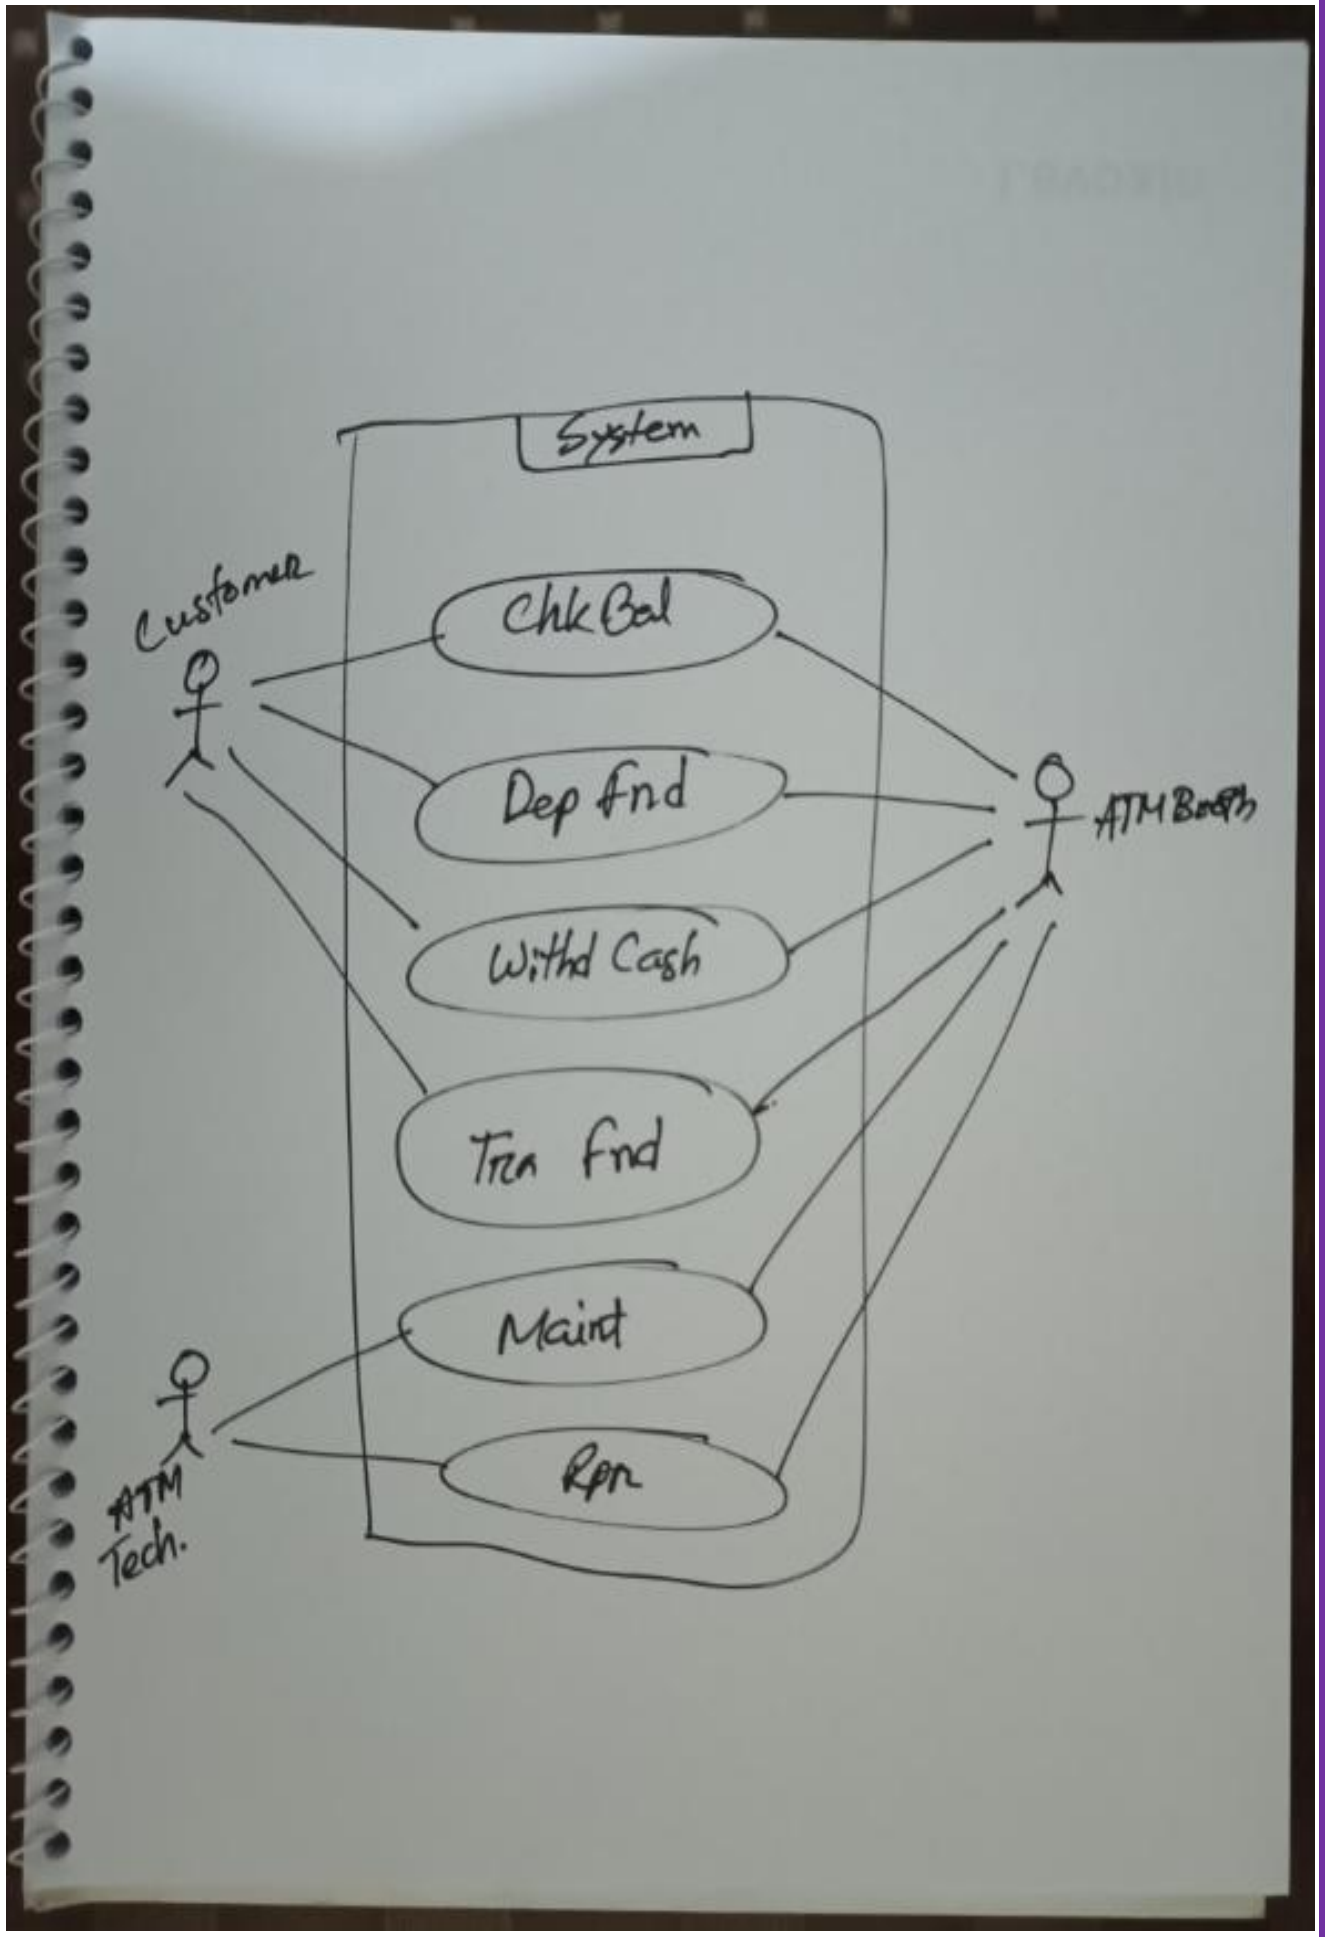 System
Customer
Chk Bal
Dep fnd
ATM Booth
Withd Cash
Tra fnd
Maint
Rpr
ATM
Tech.